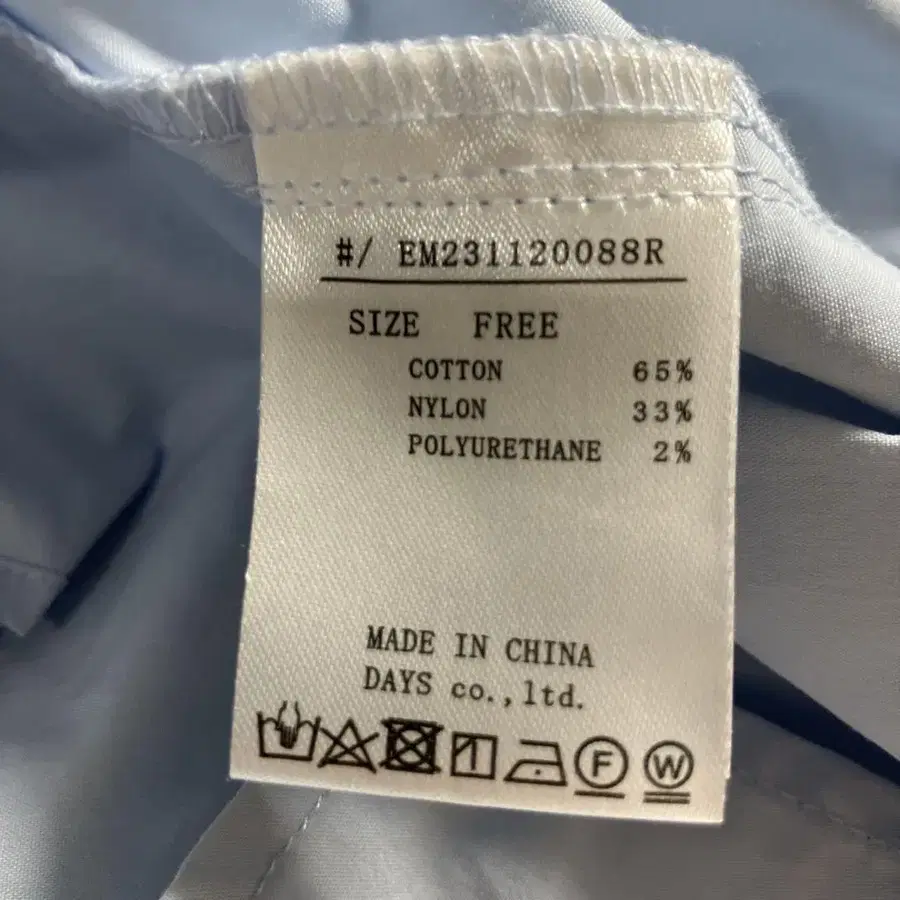 #/ EM231120088R
SIZE FREE
COTTON 65%
NYLON 33%
POLYURETHANE 2%
MADE IN CHINA
DAYS co.,ltd.
F W